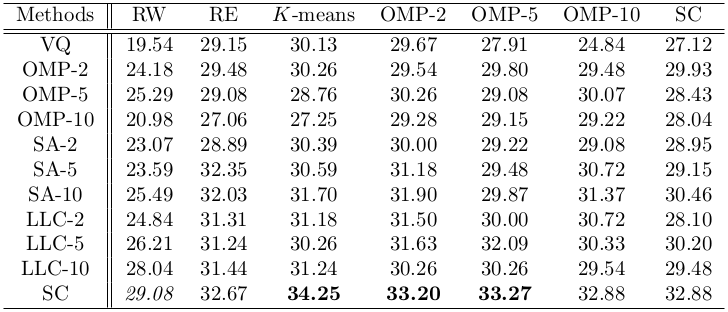 Methods RW RE K-means OMP-2 OMP-5 OMP-10 SC
VQ 19.54 29.15 30.13 29.67 27.91 24.84 27.12
OMP-2 24.18 29.48 30.26 29.54 29.80 29.48 29.93
OMP-5 25.29 29.08 28.76 30.26 29.08 30.07 28.43
OMP-10 20.98 27.06 27.25 29.28 29.15 29.22 28.04
SA-2 23.07 28.89 30.39 30.00 29.22 29.08 28.95
SA-5 23.59 32.35 30.59 31.18 29.48 30.72 29.15
SA-10 25.49 32.03 31.70 31.90 29.87 31.37 30.46
LLC-2 24.84 31.31 31.18 31.50 30.00 30.72 28.10
LLC-5 26.21 31.24 30.26 31.63 32.09 30.33 30.20
LLC-10 28.04 31.44 31.24 30.26 30.26 29.54 29.48
SC 29.08 32.67 34.25 33.20 33.27 32.88 32.88